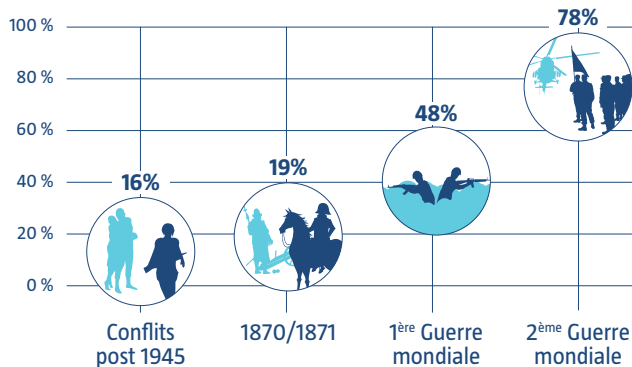 100 %
80 %
60 %
40 %
20 %
0 %
16%
19%
48%
78%
Conflits
post 1945
1870/1871
1ère Guerre
mondiale
2ème Guerre
mondiale